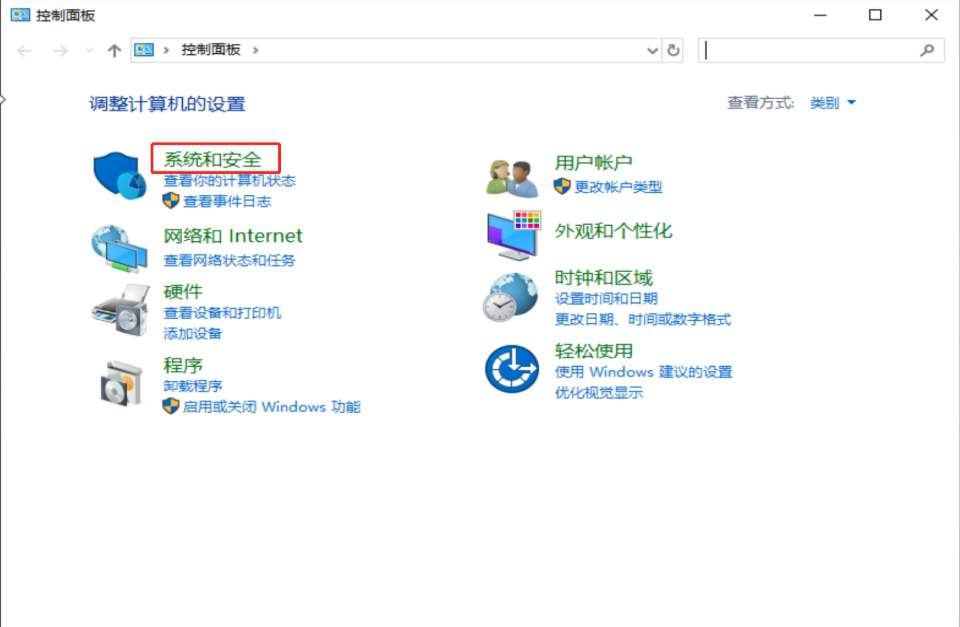 控制面板
控制面板
调整计算机的设置
查看方式: 类别
系统和安全
查看你的计算机状态
查看事件日志
网络和 Internet
查看网络状态和任务
硬件
查看设备和打印机
添加设备
程序
卸载程序
启用或关闭 Windows 功能
用户帐户
更改帐户类型
外观和个性化
时钟和区域
设置时间和日期
更改日期、时间或数字格式
轻松使用
使用 Windows 建议的设置
优化视觉显示